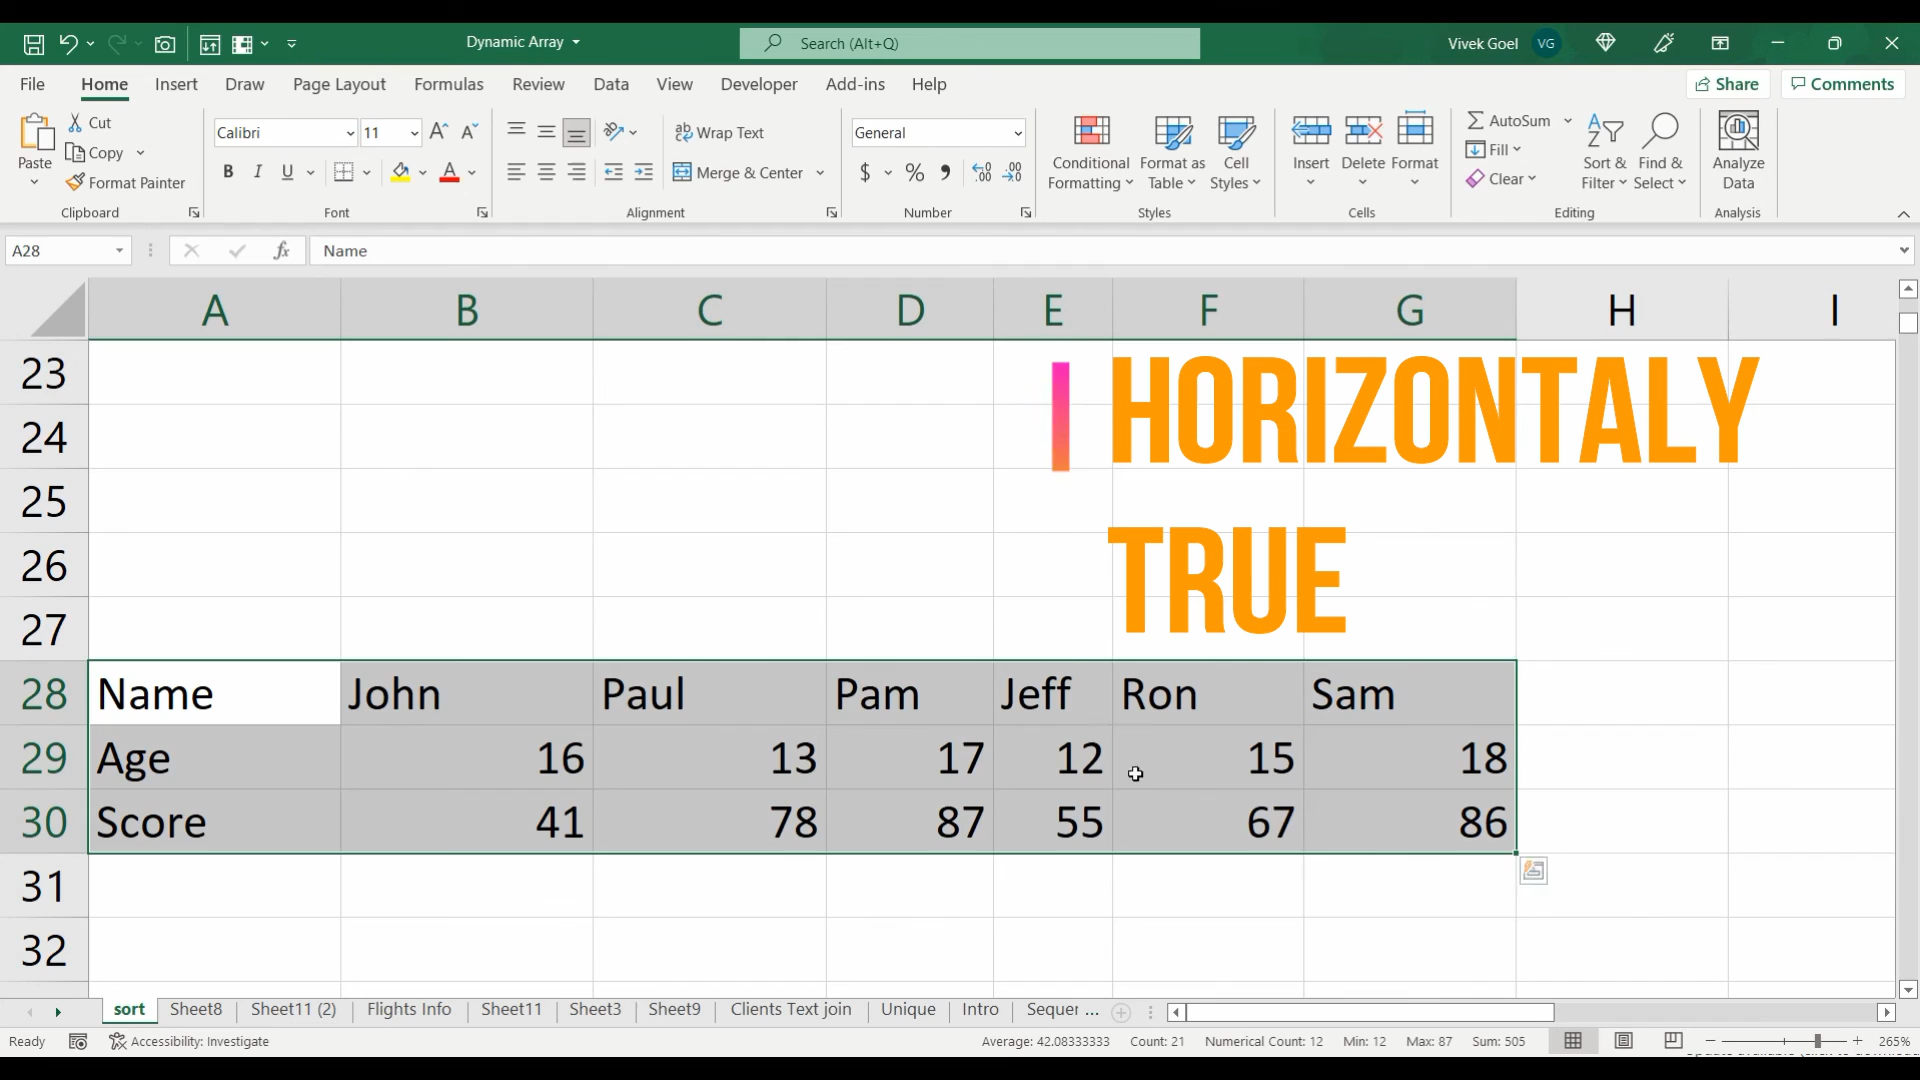 Dynamic Array
Search (Alt+Q)
Vivek Goel
VG
File Home Insert Draw Page Layout Formulas Review Data View Developer Add-ins Help
Share
Comments
Paste
Cut
Copy
Format Painter
Clipboard
Calibri
11
B I U
Font
Wrap Text
Merge & Center
Alignment
General
$ % ,
Number
Conditional
Formatting
Format as
Table
Cell
Styles
Styles
Insert
Delete
Format
Cells
AutoSum
Fill
Clear
Sort &
Filter
Find &
Select
Editing
Analyze
Data
Analysis
A28
fx
Name
A B C D E F G H I
23
24
25
26
27
HORIZONTALY
TRUE
28 Name John Paul Pam Jeff Ron Sam
29 Age 16 13 17 12 15 18
30 Score 41 78 87 55 67 86
31
32
sort Sheet8 Sheet11 (2) Flights Info Sheet11 Sheet3 Sheet9 Clients Text join Unique Intro Sequer ...
Ready Accessibility: Investigate Average: 42.08333333 Count: 21 Numerical Count: 12 Min: 12 Max: 87 Sum: 505 265%